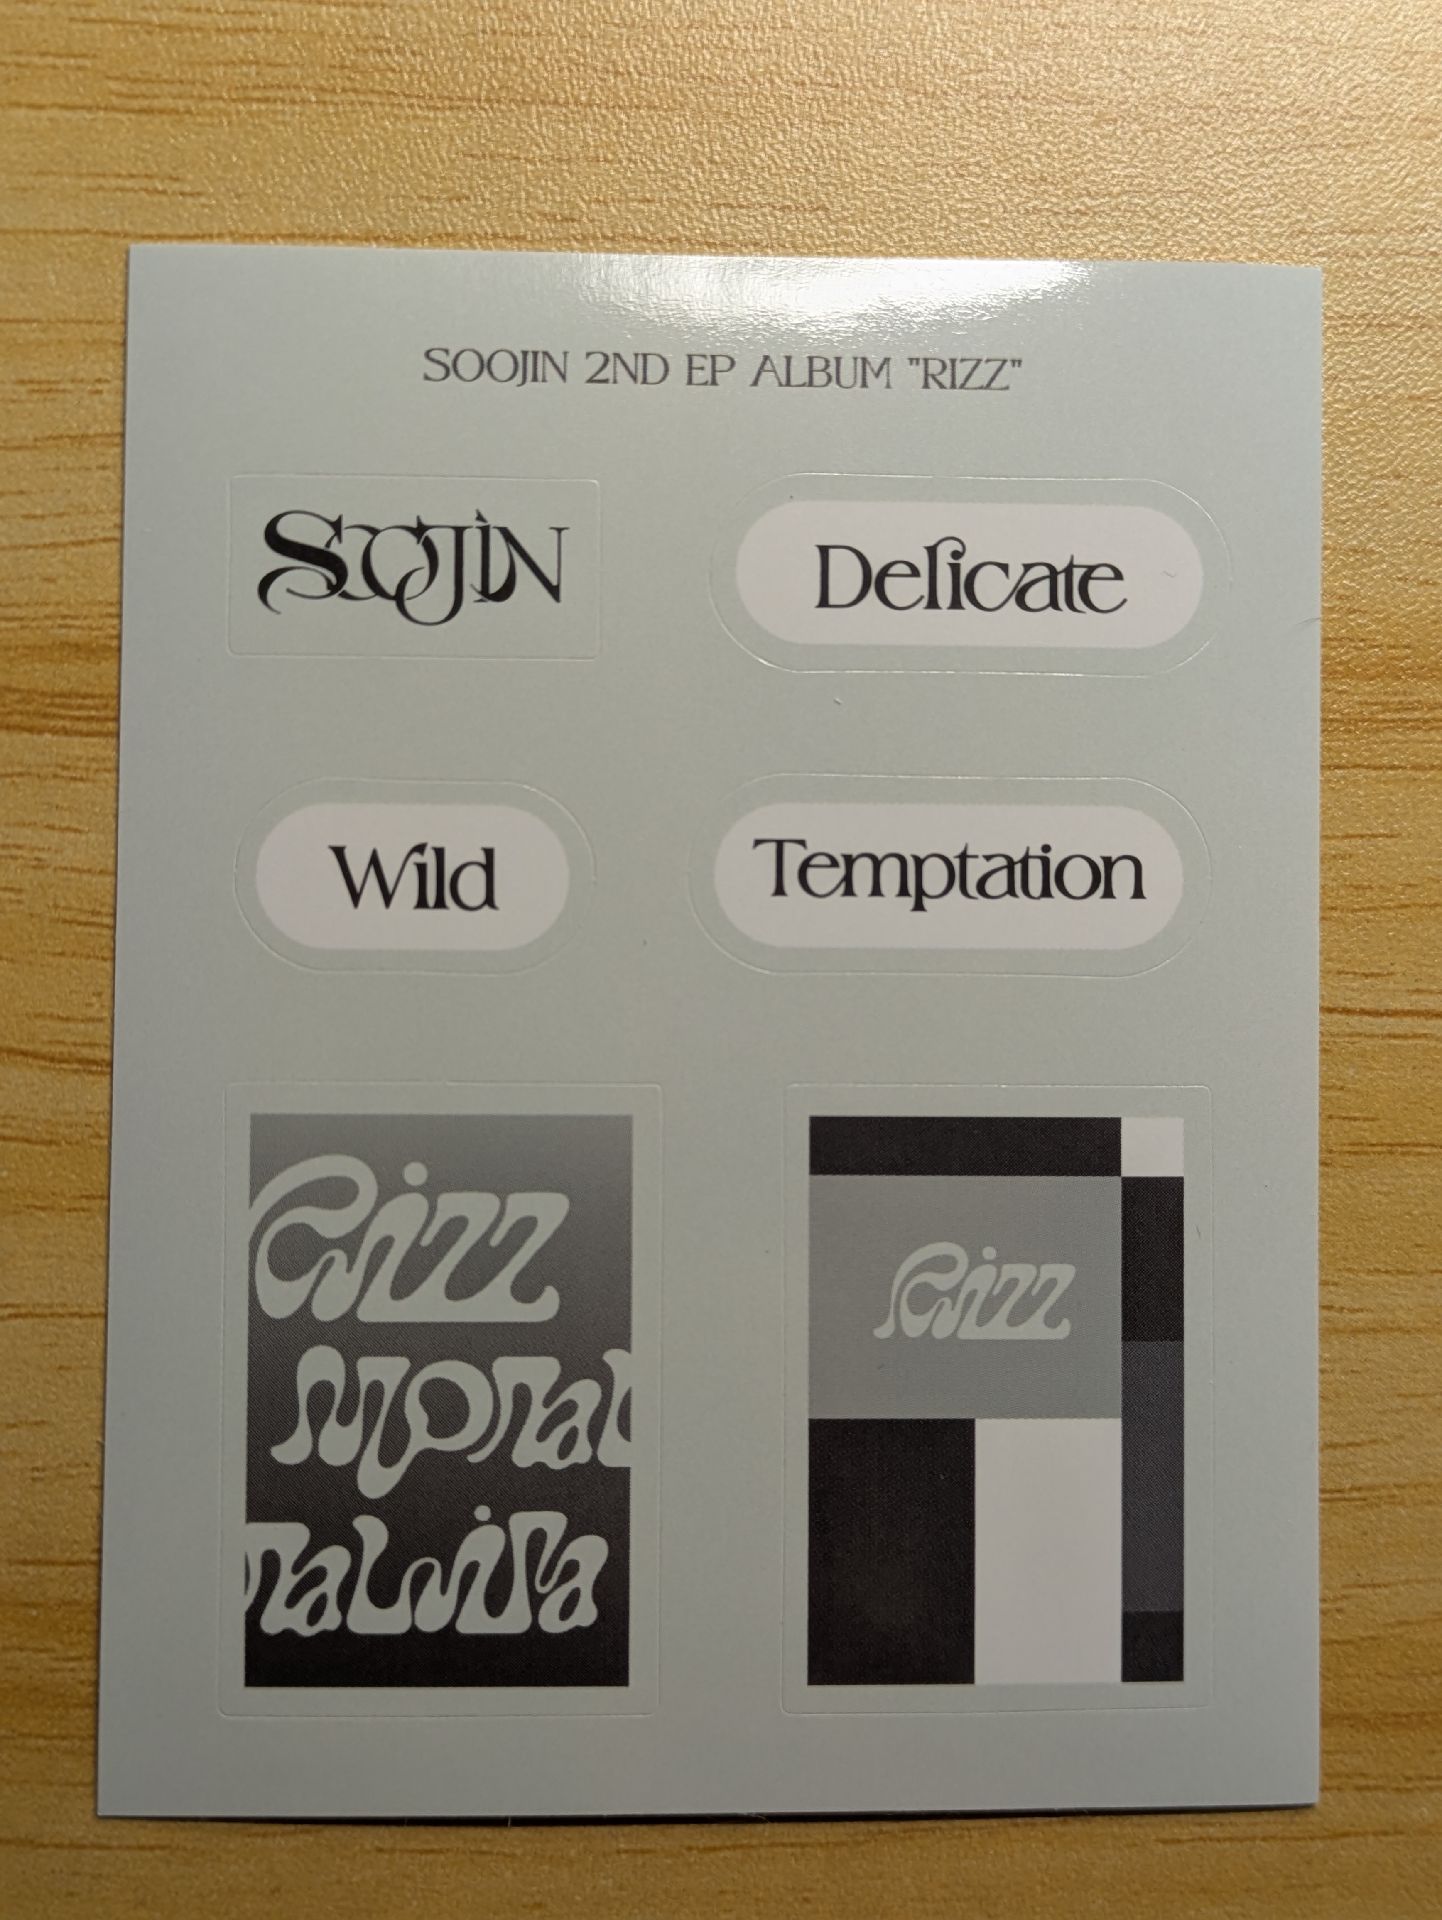 SOOJIN 2ND EP ALBUM "RIZZ"
SOOJIN
Delicate
Wild
Temptation
Rizz
Rizz